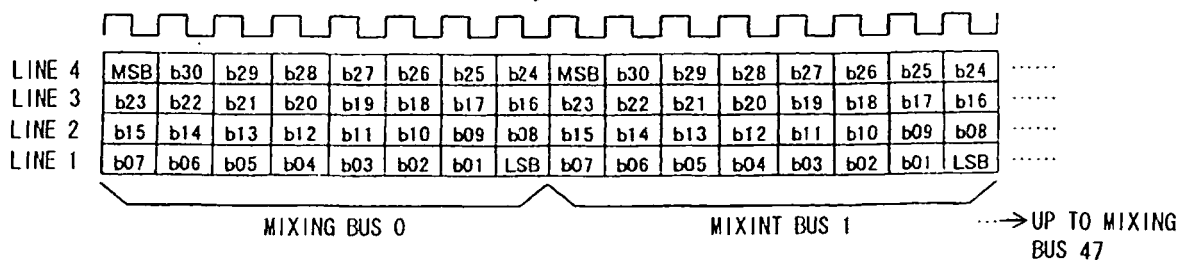 LINE 4 MSB b30 b29 b28 b27 b26 b25 b24 MSB b30 b29 b28 b27 b26 b25 b24 ······
LINE 3 b23 b22 b21 b20 b19 b18 b17 b16 b23 b22 b21 b20 b19 b18 b17 b16 ······
LINE 2 b15 b14 b13 b12 b11 b10 b09 b08 b15 b14 b13 b12 b11 b10 b09 b08 ······
LINE 1 b07 b06 b05 b04 b03 b02 b01 LSB b07 b06 b05 b04 b03 b02 b01 LSB ······
MIXING BUS 0 MIXINT BUS 1
···→UP TO MIXING
BUS 47